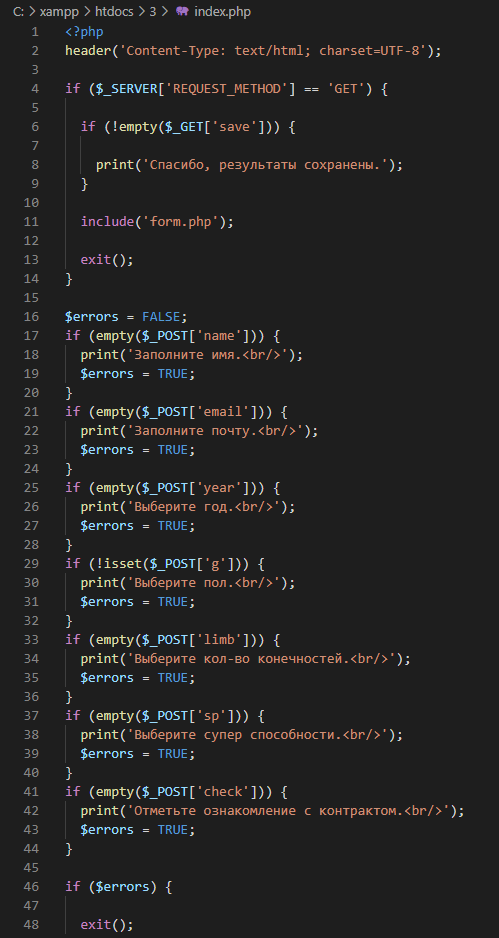 C: > xampp > htdocs > 3 > index.php
1 <?php
2 header('Content-Type: text/html; charset=UTF-8');
3
4 if ($_SERVER['REQUEST_METHOD'] == 'GET') {
5
6   if (!empty($_GET['save'])) {
7
8     print('Спасибо, результаты сохранены.');
9   }
10
11   include('form.php');
12
13   exit();
14 }
15
16 $errors = FALSE;
17 if (empty($_POST['name'])) {
18   print('Заполните имя.<br/>');
19   $errors = TRUE;
20 }
21 if (empty($_POST['email'])) {
22   print('Заполните почту.<br/>');
23   $errors = TRUE;
24 }
25 if (empty($_POST['year'])) {
26   print('Выберите год.<br/>');
27   $errors = TRUE;
28 }
29 if (!isset($_POST['g'])) {
30   print('Выберите пол.<br/>');
31   $errors = TRUE;
32 }
33 if (empty($_POST['limb'])) {
34   print('Выберите кол-во конечностей.<br/>');
35   $errors = TRUE;
36 }
37 if (empty($_POST['sp'])) {
38   print('Выберите супер способности.<br/>');
39   $errors = TRUE;
40 }
41 if (empty($_POST['check'])) {
42   print('Отметьте ознакомление с контрактом.<br/>');
43   $errors = TRUE;
44 }
45
46 if ($errors) {
47
48   exit();